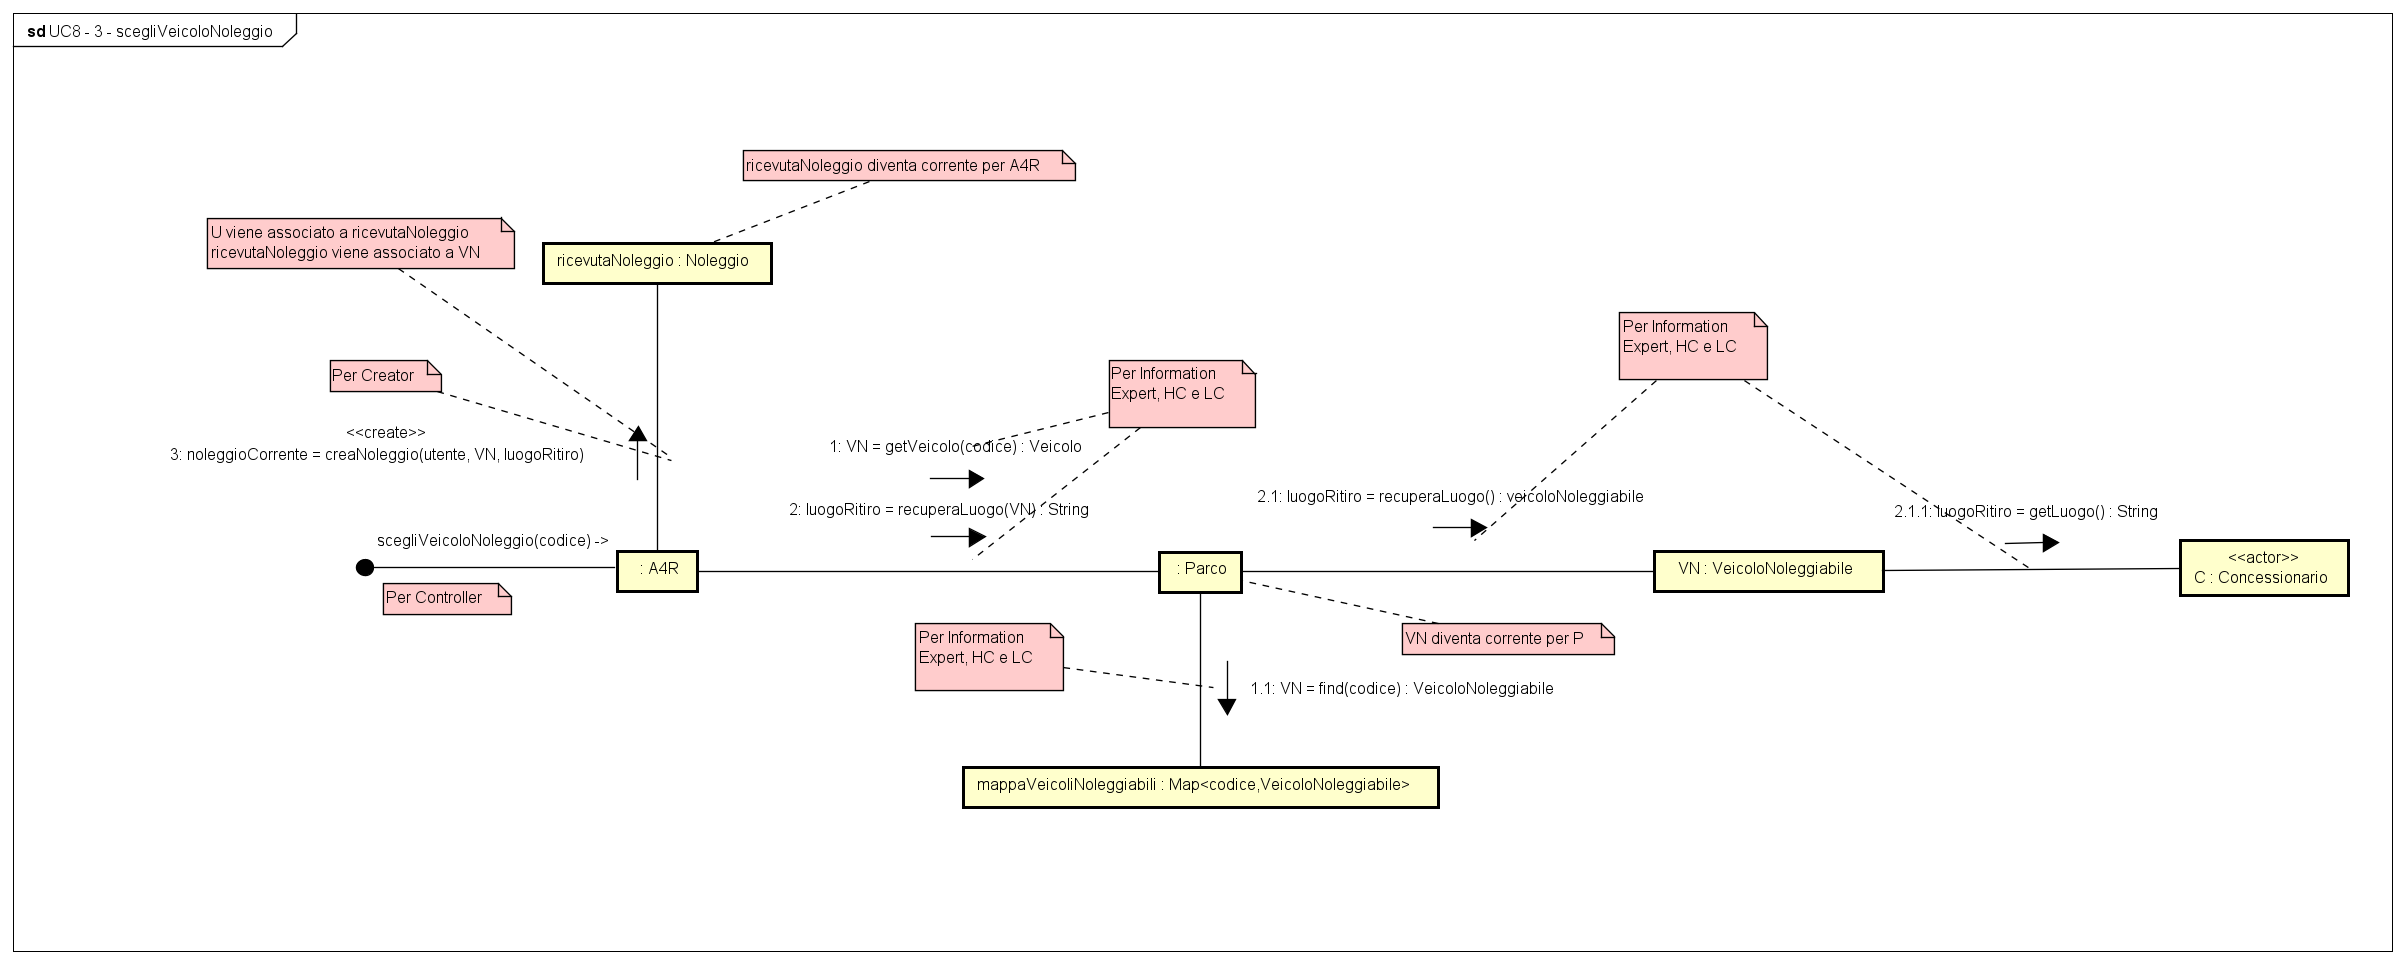 sd UC8 - 3 - scegliVeicoloNoleggio
ricevutaNoleggio diventa corrente per A4R
U viene associato a ricevutaNoleggio
ricevutaNoleggio viene associato a VN
ricevutaNoleggio : Noleggio
Per Information
Expert, HC e LC
Per Creator
Per Information
Expert, HC e LC
<<create>>
3: noleggioCorrente = creaNoleggio(utente, VN, luogoRitiro)
1: VN = getVeicolo(codice) : Veicolo
2: luogoRitiro = recuperaLuogo(VN) : String
2.1: luogoRitiro = recuperaLuogo() : veicoloNoleggiabile
2.1.1: luogoRitiro = getLuogo() : String
scegliVeicoloNoleggio(codice) ->
: A4R
: Parco
VN : VeicoloNoleggiabile
<<actor>>
C : Concessionario
Per Controller
Per Information
Expert, HC e LC
VN diventa corrente per P
1.1: VN = find(codice) : VeicoloNoleggiabile
mappaVeicoliNoleggiabili : Map<codice,VeicoloNoleggiabile>